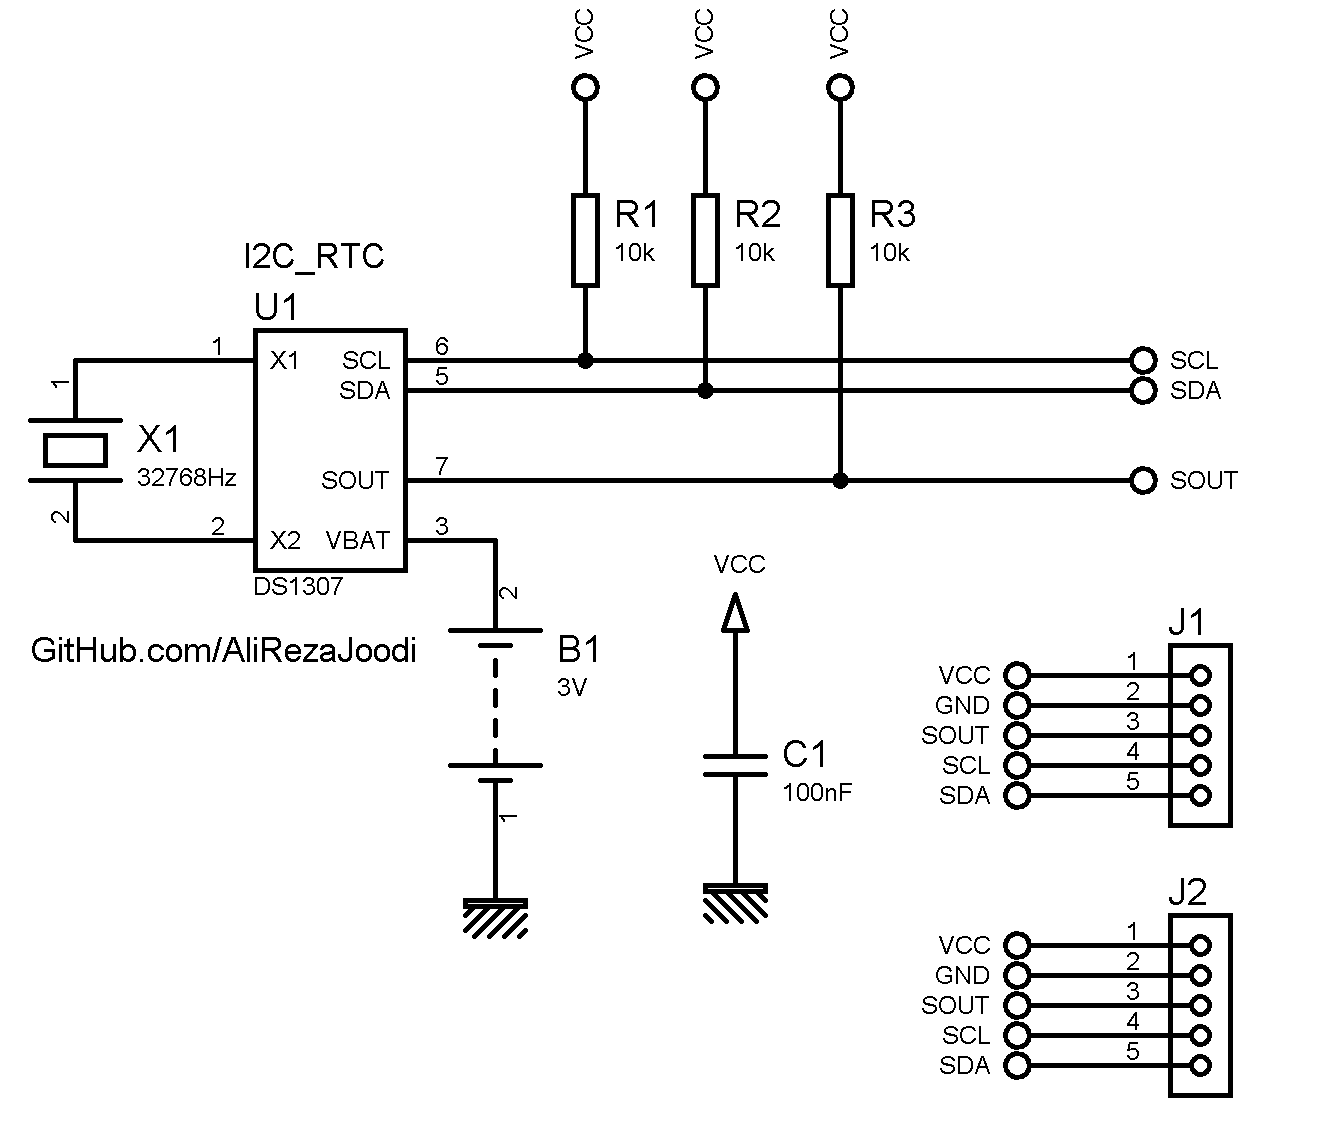 VCC
VCC
VCC
R1
10k
R2
10k
R3
10k
I2C_RTC
U1
1
X1
SCL
6
SCL
SDA
5
SDA
1
X1
32768Hz
SOUT
7
SOUT
2
2
X2
VBAT
3
DS1307
2
GitHub.com/AliRezaJoodi
B1
3V
1
VCC
C1
100nF
J1
VCC 1
GND 2
SOUT 3
SCL 4
SDA 5
J2
VCC 1
GND 2
SOUT 3
SCL 4
SDA 5